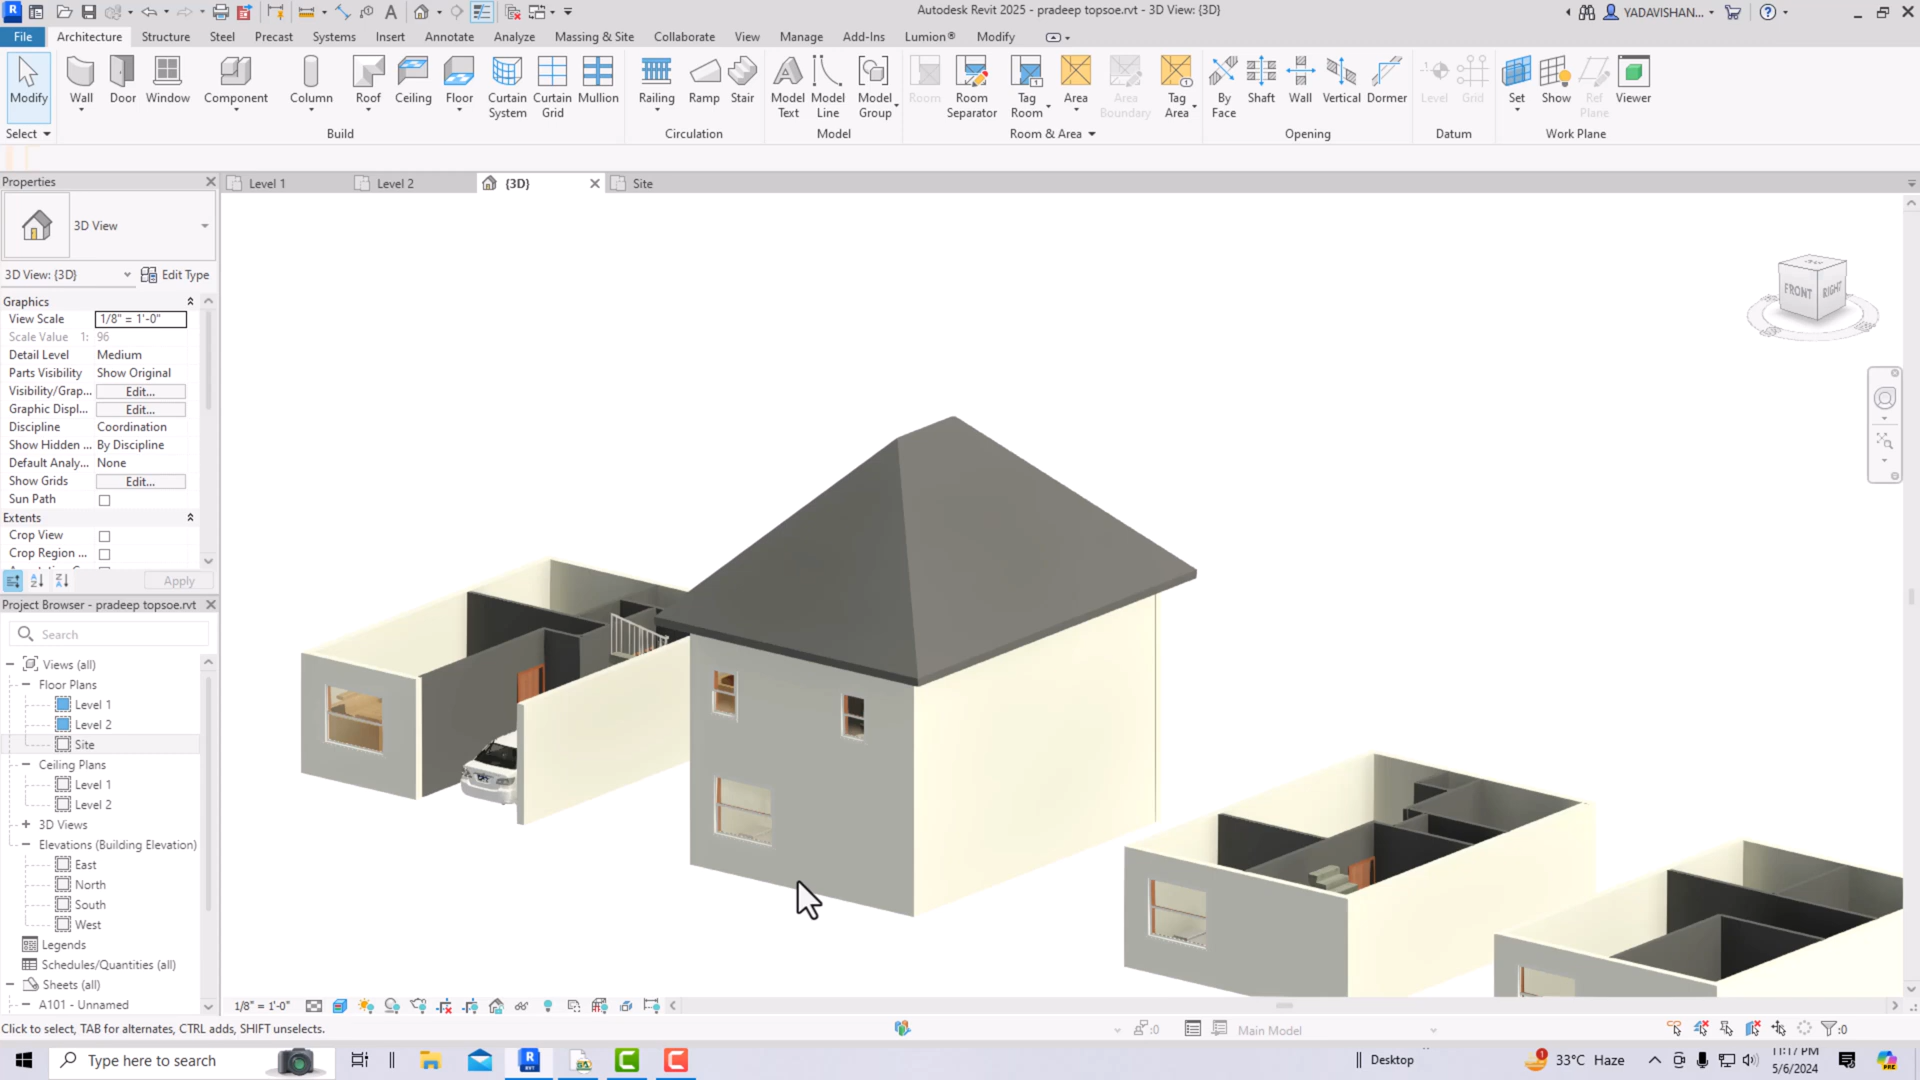 Autodesk Revit 2025 - pradeep topsoe.rvt - 3D View: {3D}
YADAVISHAN...
File Architecture Structure Steel Precast Systems Insert Annotate Analyze Massing & Site Collaborate View Manage Add-Ins Lumion® Modify
Modify Wall Door Window Component Column Roof Ceiling Floor Curtain System Curtain Grid Mullion Railing Ramp Stair Model Text Model Line Model Group Room Room Separator Tag Room Area Area Boundary Tag Area By Face Shaft Wall Vertical Dormer Level Grid Set Show Ref Plane Viewer
Select Build Circulation Model Room & Area Opening Datum Work Plane
Properties
Level 1 Level 2 {3D} Site
3D View
3D View: {3D} Edit Type
Graphics
View Scale 1/8" = 1'-0"
Scale Value 1: 96
Detail Level Medium
Parts Visibility Show Original
Visibility/Grap... Edit...
Graphic Displ... Edit...
Discipline Coordination
Show Hidden ... By Discipline
Default Analy... None
Show Grids Edit...
Sun Path
Extents
Crop View
Crop Region ...
Apply
Project Browser - pradeep topsoe.rvt
Search
Views (all)
Floor Plans
Level 1
Level 2
Site
Ceiling Plans
Level 1
Level 2
3D Views
Elevations (Building Elevation)
East
North
South
West
Legends
Schedules/Quantities (all)
Sheets (all)
A101 - Unnamed
FRONT RIGHT
1/8" = 1'-0"
Click to select, TAB for alternates, CTRL adds, SHIFT unselects.
:0 Main Model :0
Type here to search
Desktop
1
33°C Haze
11:17 PM
5/6/2024